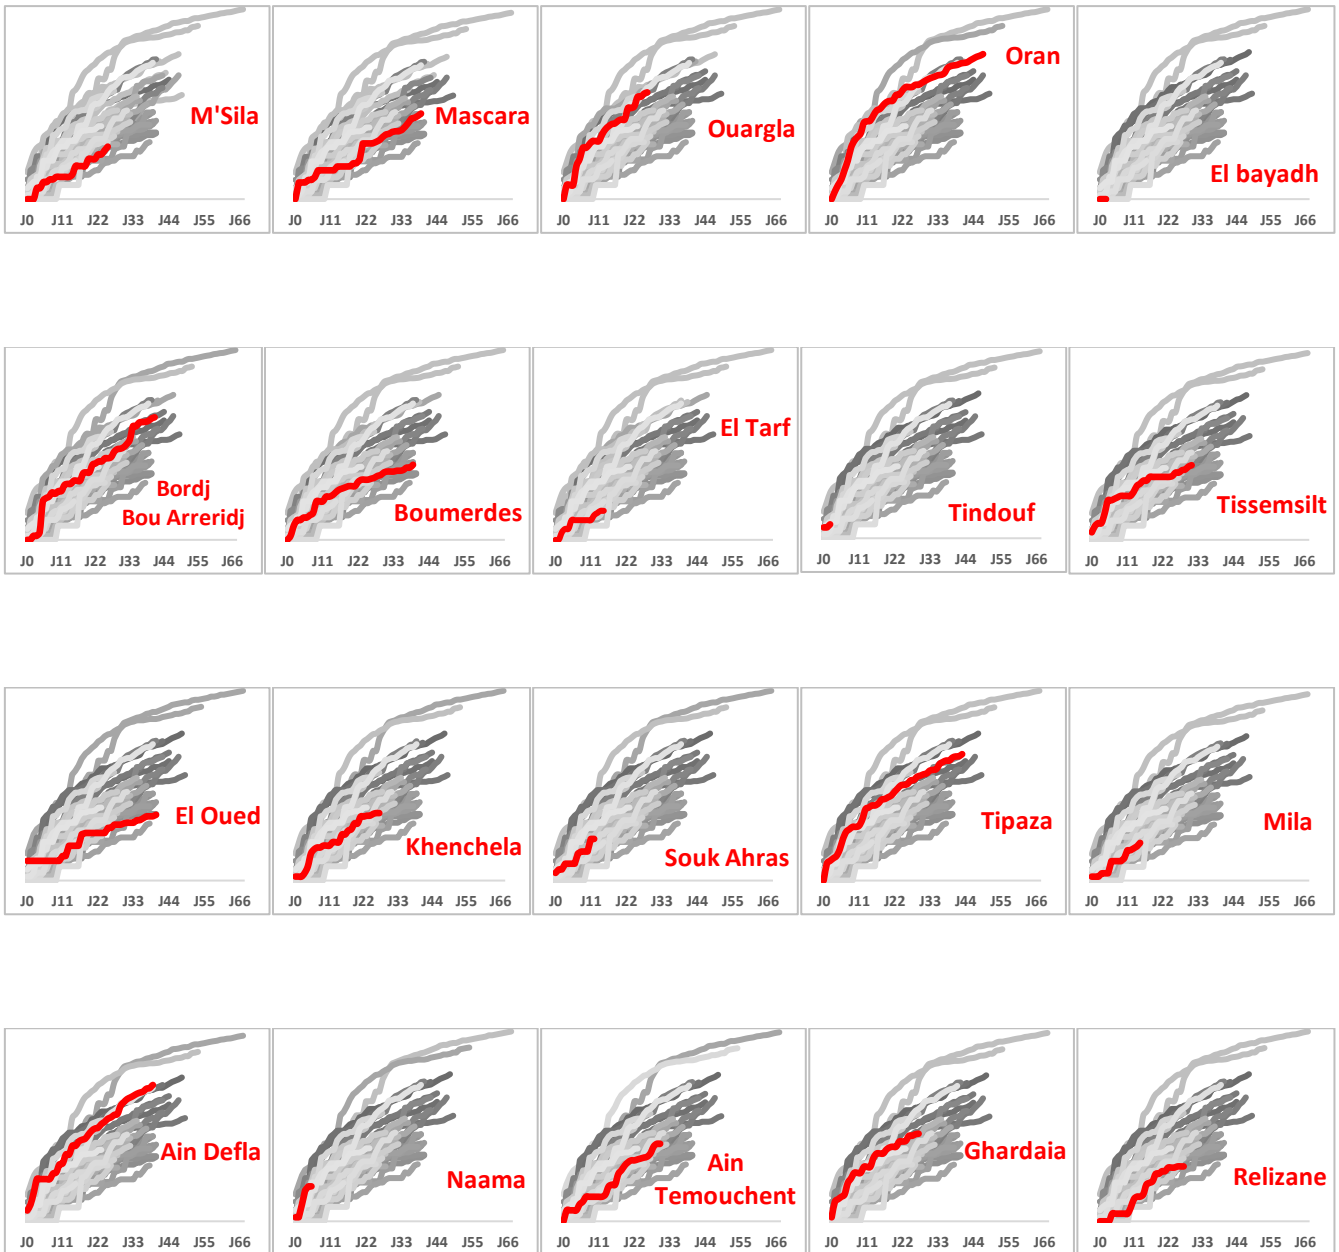 M'Sila
J0 J11 J22 J33 J44 J55 J66
Mascara
J0 J11 J22 J33 J44 J55 J66
Ouargla
J0 J11 J22 J33 J44 J55 J66
Oran
J0 J11 J22 J33 J44 J55 J66
El bayadh
J0 J11 J22 J33 J44 J55 J66
Bordj
Bou Arreridj
J0 J11 J22 J33 J44 J55 J66
Boumerdes
J0 J11 J22 J33 J44 J55 J66
El Tarf
J0 J11 J22 J33 J44 J55 J66
Tindouf
J0 J11 J22 J33 J44 J55 J66
Tissemsilt
J0 J11 J22 J33 J44 J55 J66
El Oued
J0 J11 J22 J33 J44 J55 J66
Khenchela
J0 J11 J22 J33 J44 J55 J66
Souk Ahras
J0 J11 J22 J33 J44 J55 J66
Tipaza
J0 J11 J22 J33 J44 J55 J66
Mila
J0 J11 J22 J33 J44 J55 J66
Ain Defla
J0 J11 J22 J33 J44 J55 J66
Naama
J0 J11 J22 J33 J44 J55 J66
Ain
Temouchent
J0 J11 J22 J33 J44 J55 J66
Ghardaia
J0 J11 J22 J33 J44 J55 J66
Relizane
J0 J11 J22 J33 J44 J55 J66